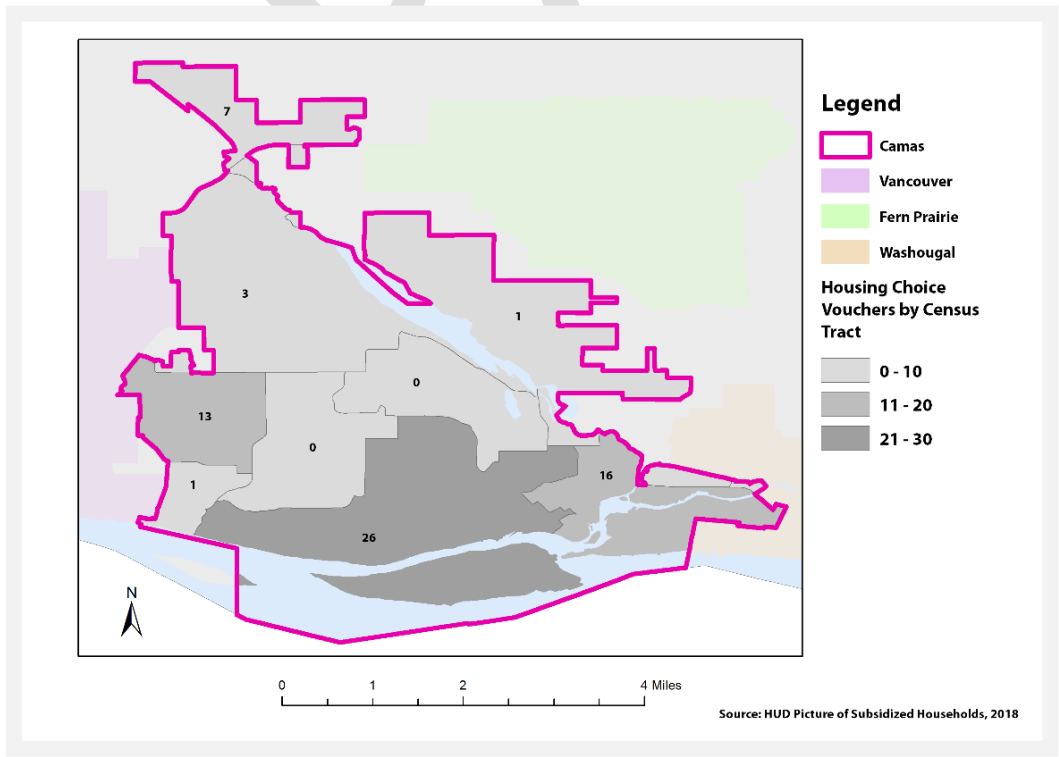 7
3
1
0
13
0
1
16
26
N
Legend
Camas
Vancouver
Fern Prairie
Washougal
Housing Choice
Vouchers by Census
Tract
0 - 10
11 - 20
21 - 30
0 1 2 4 Miles
Source: HUD Picture of Subsidized Households, 2018